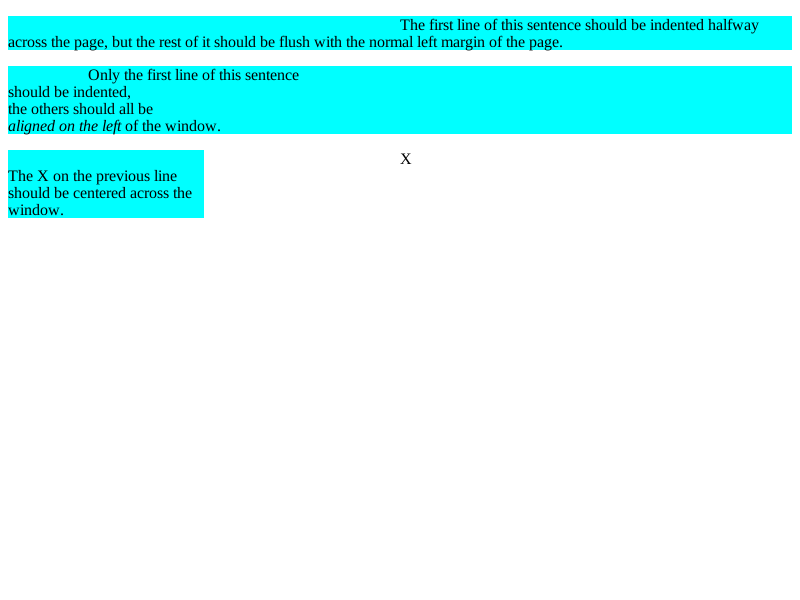 The first line of this sentence should be indented halfway
across the page, but the rest of it should be flush with the normal left margin of the page.
Only the first line of this sentence
should be indented,
the others should all be
aligned on the left of the window.
X
The X on the previous line
should be centered across the
window.